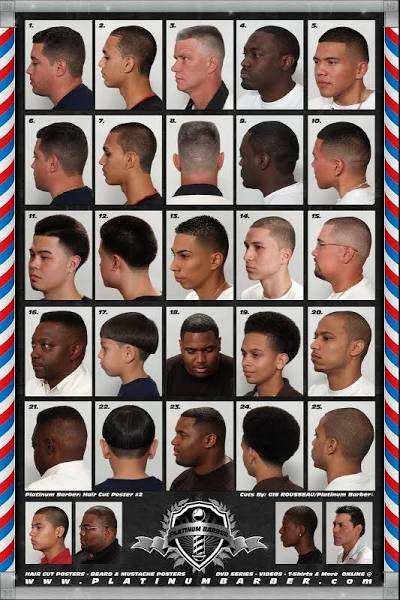 1. 2. 3. 4. 5.
6. 7. 8. 9. 10.
11. 12. 13. 14. 15.
16. 17. 18. 19. 20.
21. 22. 23. 24. 25.
Platinum Barber: Hair Cut Poster #2 Cuts By: GIS ROUSSEAU/Platinum Barber
PLATINUM BARBER
HAIR CUT POSTERS - BEARD & MUSTACHE POSTERS DVD SERIES - VIDEOS - T-Shirts & More ONLINE @
www.PLATINUMBARBER.com